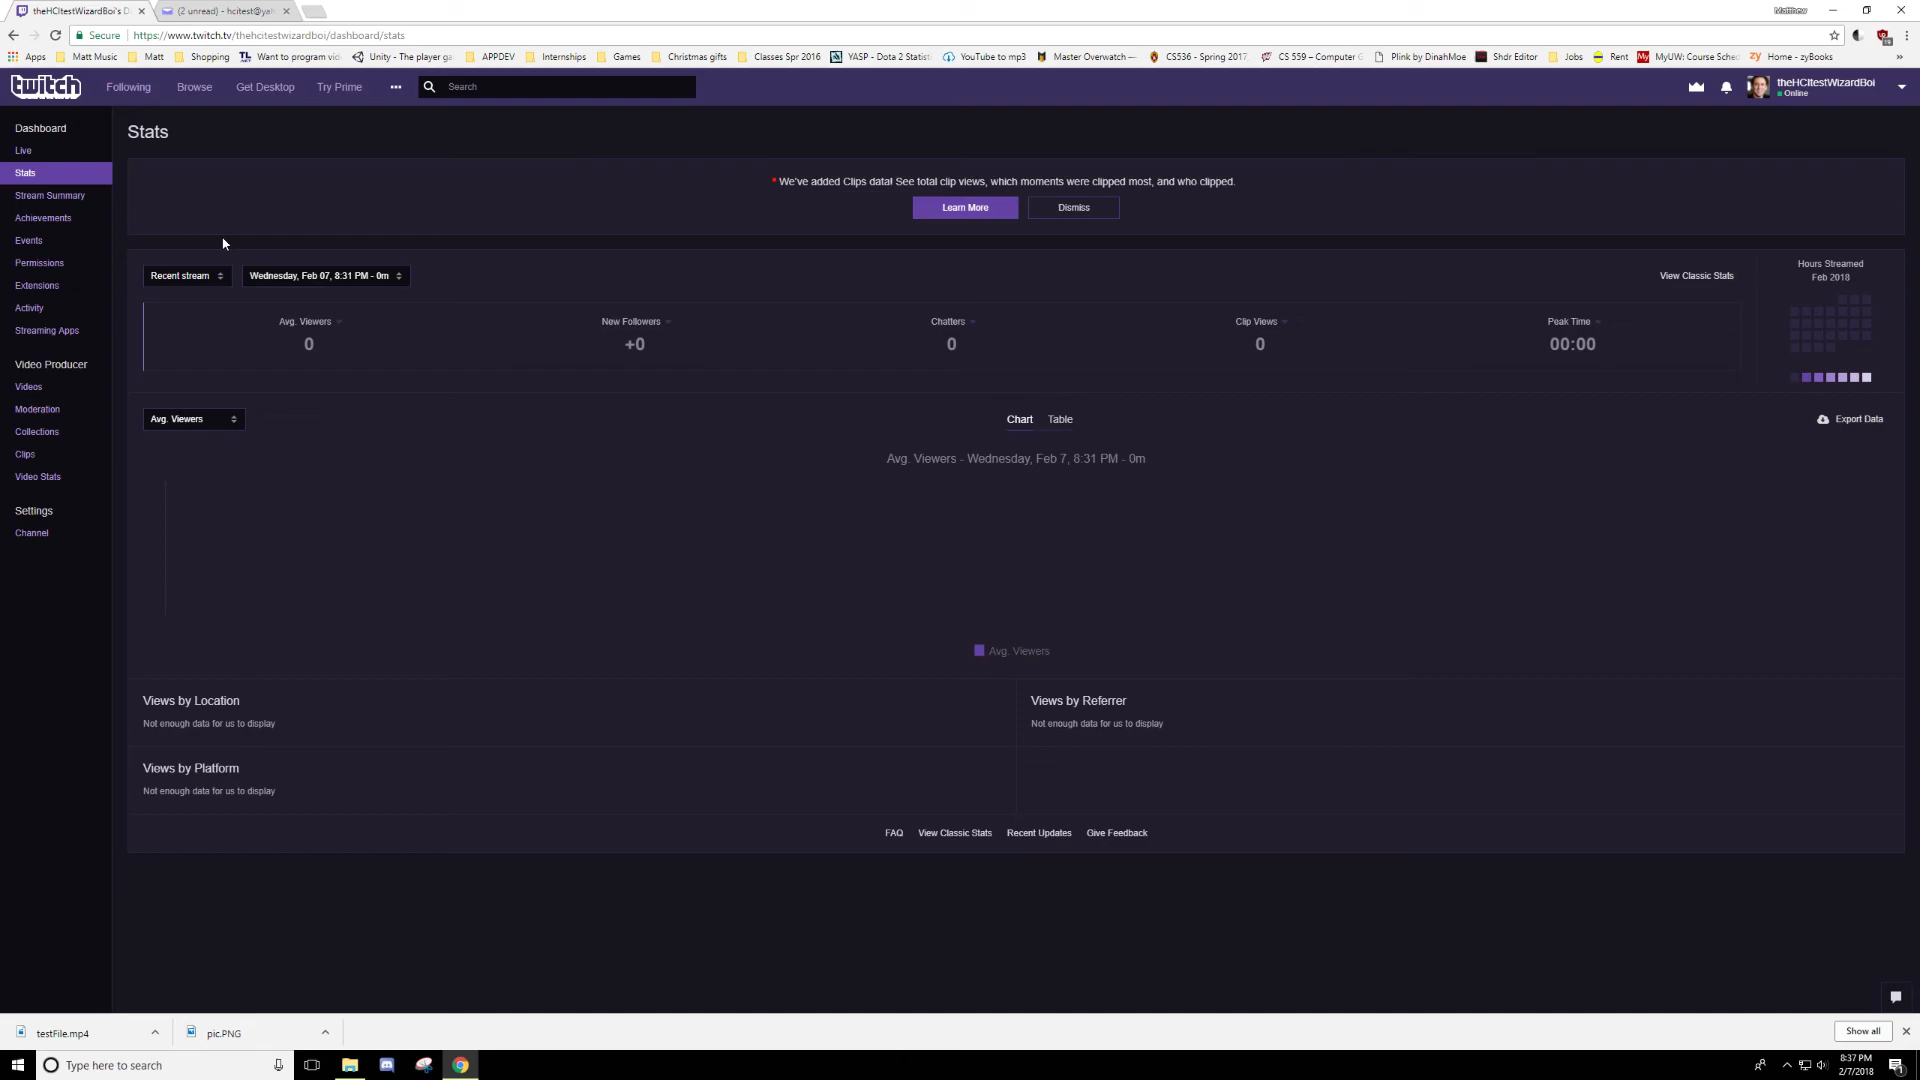 theHCItestWizardBoi's D
(2 unread) - hcitest@yah
Matthew
Secure https://www.twitch.tv/thehcitestwizardboi/dashboard/stats
Apps Matt Music Matt Shopping Want to program vid Unity - The player ga APPDEV Internships Games Christmas gifts Classes Spr 2016 YASP - Dota 2 Statist YouTube to mp3 Master Overwatch — CS536 - Spring 2017, CS 559 – Computer G Plink by DinahMoe Shdr Editor Jobs Rent MyUW: Course Sched Home - zyBooks »
twitch Following Browse Get Desktop Try Prime ••• Search theHCItestWizardBoi
Online
Dashboard
Live
Stats
Stream Summary
Achievements
Events
Permissions
Extensions
Activity
Streaming Apps
Video Producer
Videos
Moderation
Collections
Clips
Video Stats
Settings
Channel
Stats
* We've added Clips data! See total clip views, which moments were clipped most, and who clipped.
Learn More Dismiss
Recent stream Wednesday, Feb 07, 8:31 PM - 0m View Classic Stats
Hours Streamed
Feb 2018
Avg. Viewers New Followers Chatters Clip Views Peak Time
0 +0 0 0 00:00
Avg. Viewers Chart Table Export Data
Avg. Viewers - Wednesday, Feb 7, 8:31 PM - 0m
Avg. Viewers
Views by Location
Not enough data for us to display
Views by Referrer
Not enough data for us to display
Views by Platform
Not enough data for us to display
FAQ View Classic Stats Recent Updates Give Feedback
testFile.mp4 pic.PNG Show all
Type here to search
8:37 PM
2/7/2018